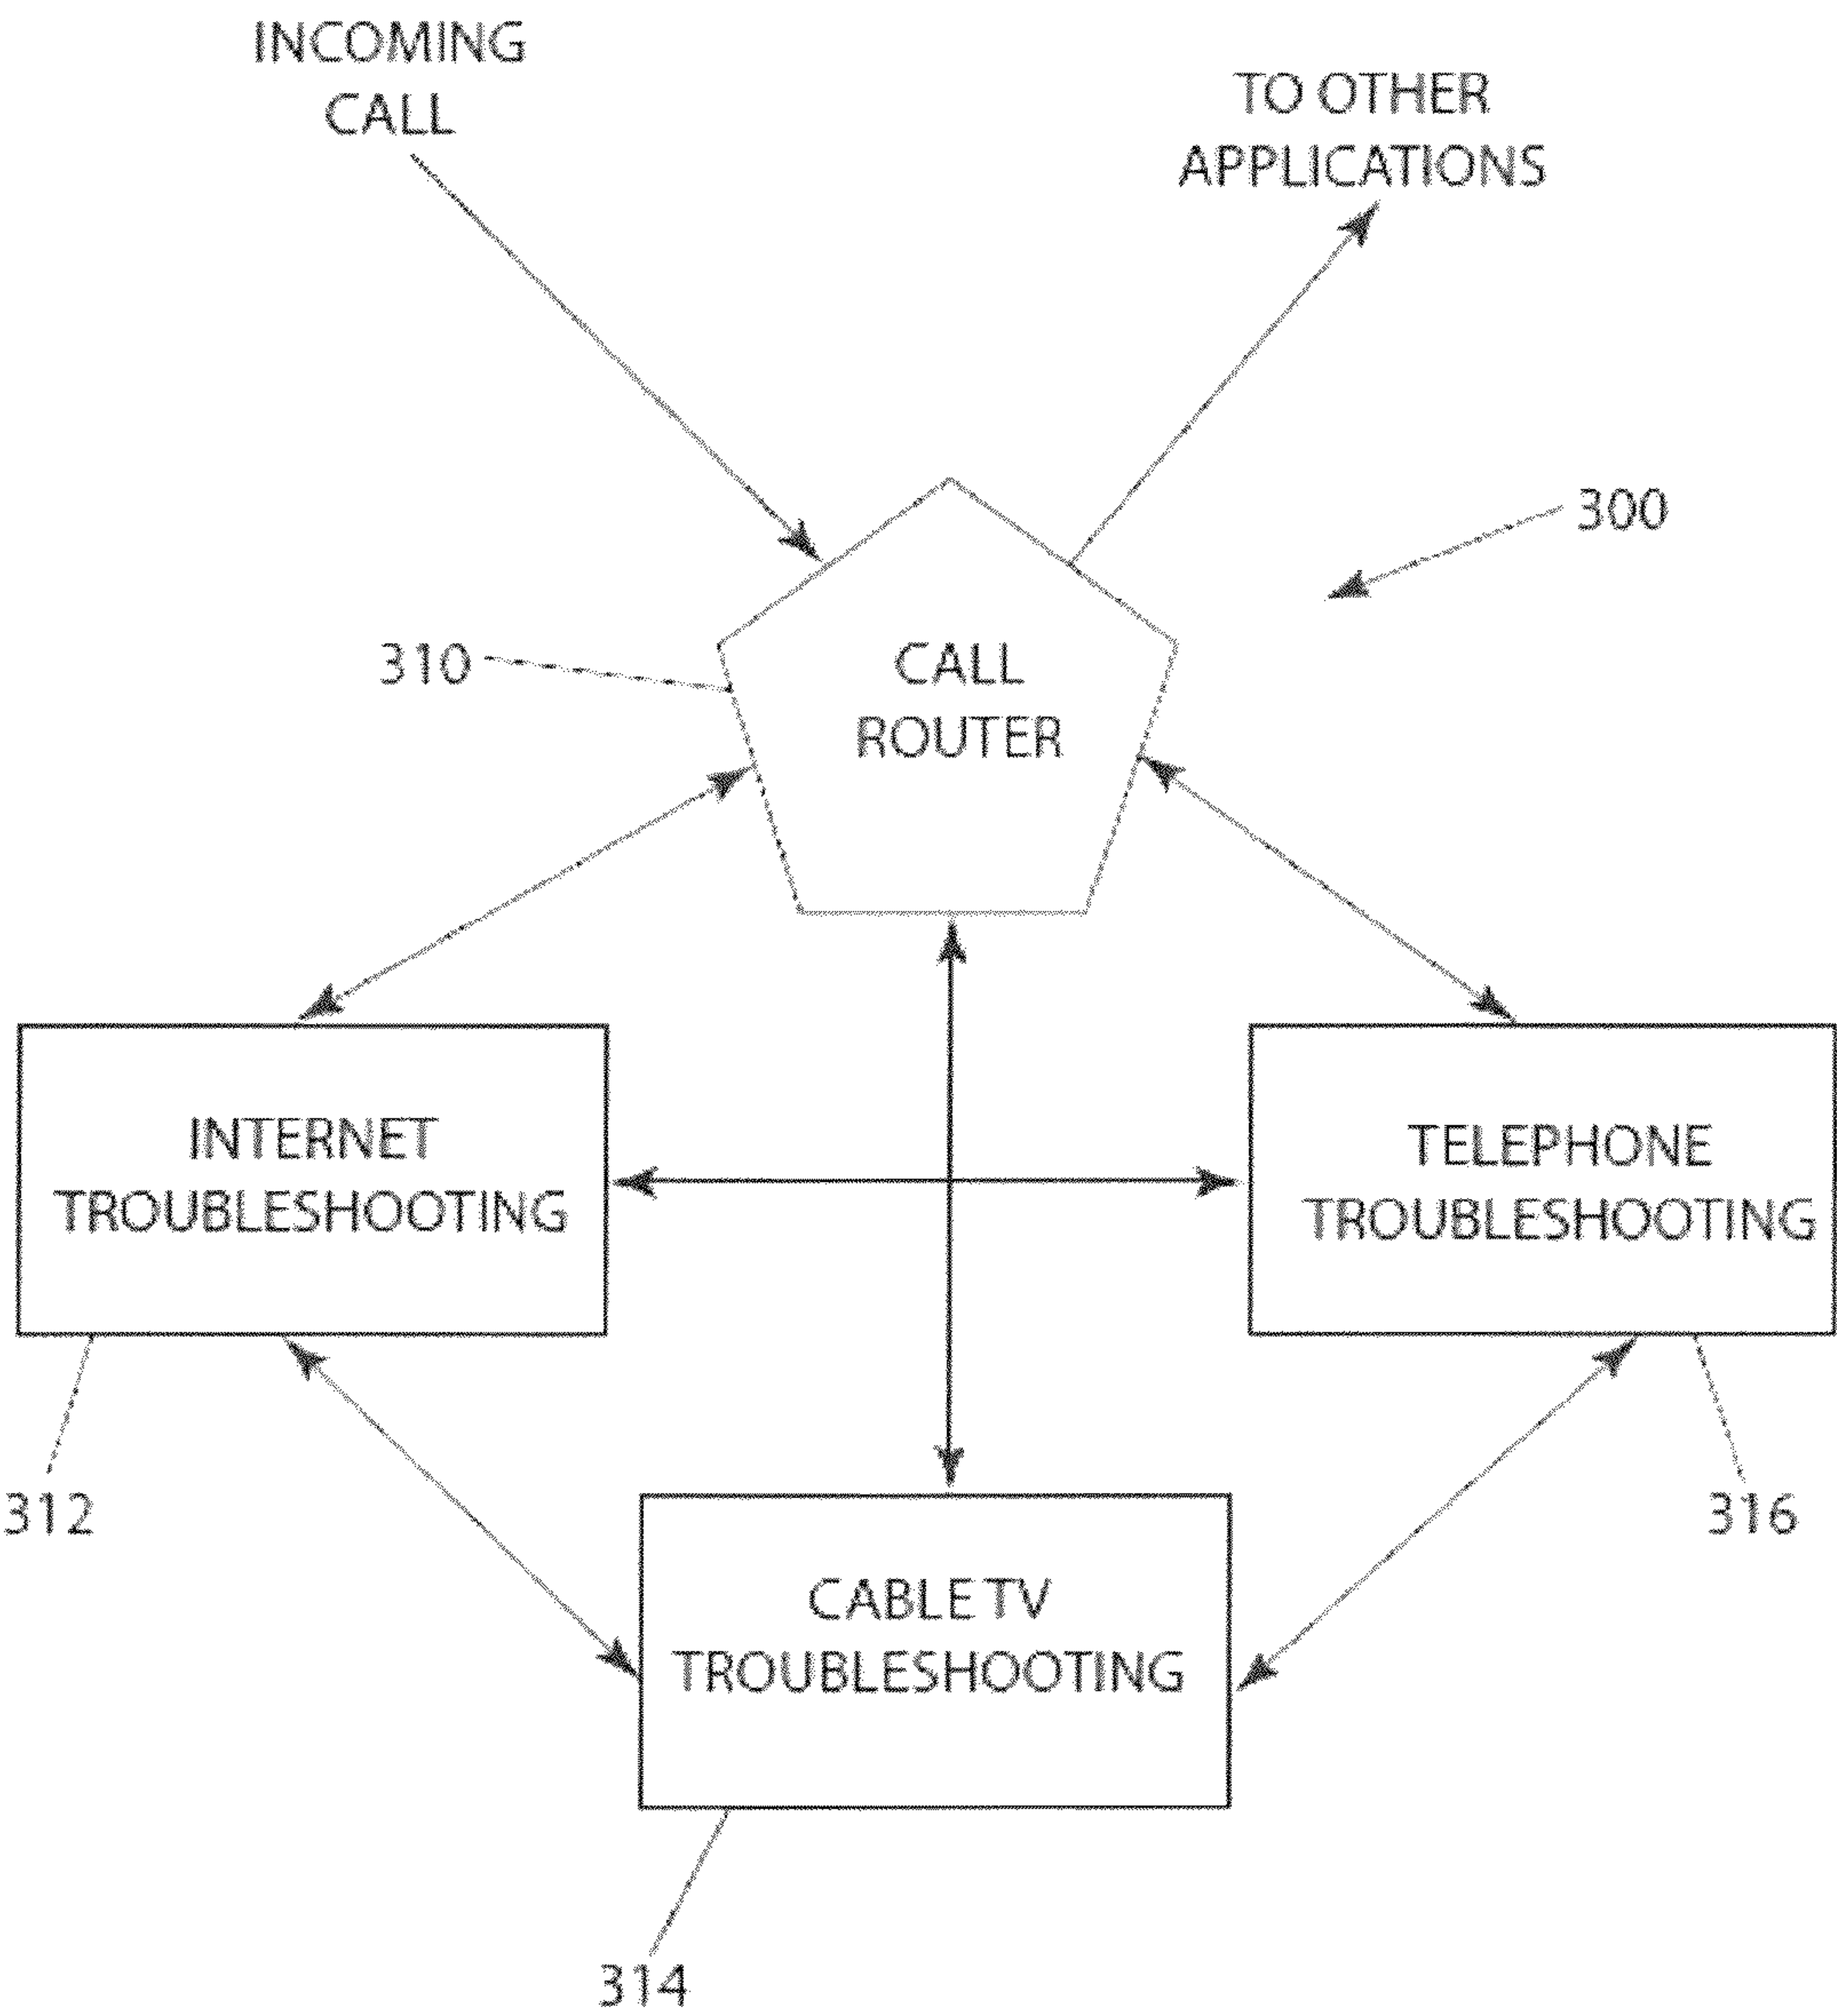 INCOMING
CALL
TO OTHER
APPLICATIONS
300
310
CALL
ROUTER
INTERNET
TROUBLESHOOTING
TELEPHONE
TROUBLESHOOTING
312
316
CABLE TV
TROUBLESHOOTING
314